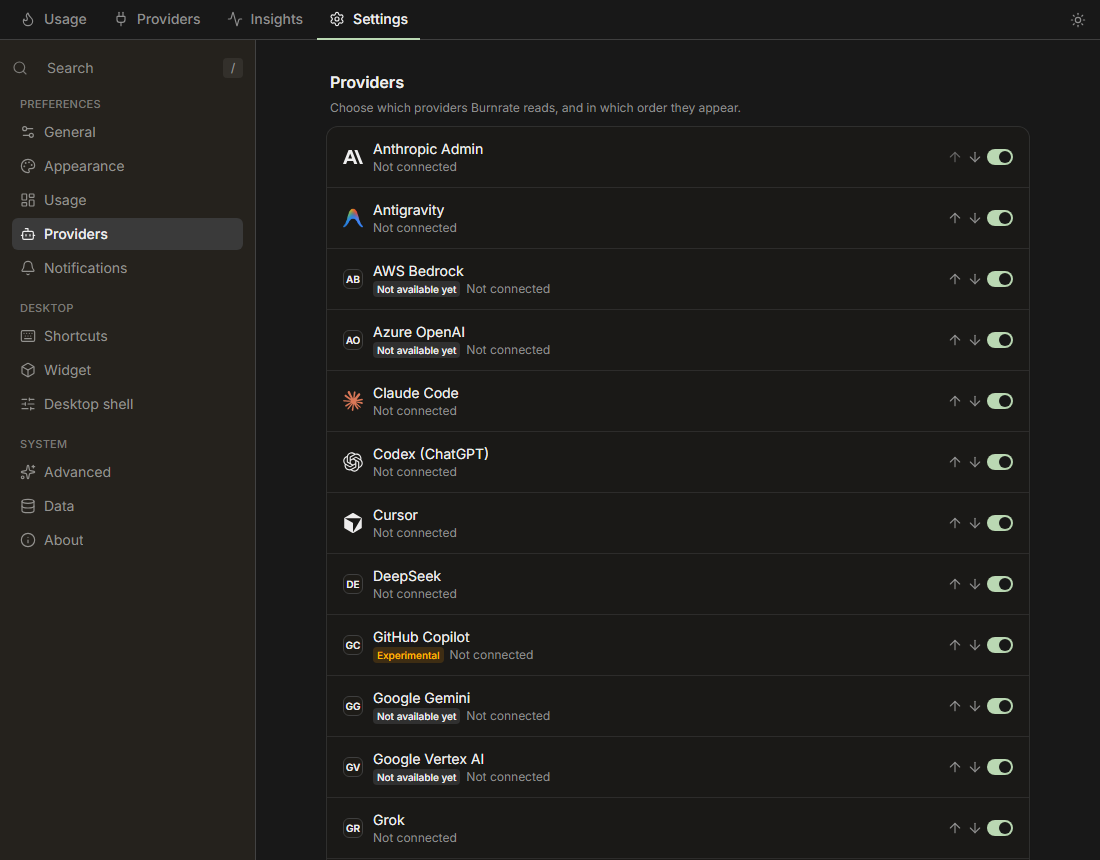 Usage Providers Insights Settings
Search /
PREFERENCES
General
Appearance
Usage
Providers
Notifications
DESKTOP
Shortcuts
Widget
Desktop shell
SYSTEM
Advanced
Data
About
Providers
Choose which providers Burnrate reads, and in which order they appear.
Anthropic Admin
Not connected
Antigravity
Not connected
AB
AWS Bedrock
Not available yet Not connected
AO
Azure OpenAI
Not available yet Not connected
Claude Code
Not connected
Codex (ChatGPT)
Not connected
Cursor
Not connected
DE
DeepSeek
Not connected
GC
GitHub Copilot
Experimental Not connected
GG
Google Gemini
Not available yet Not connected
GV
Google Vertex AI
Not available yet Not connected
GR
Grok
Not connected